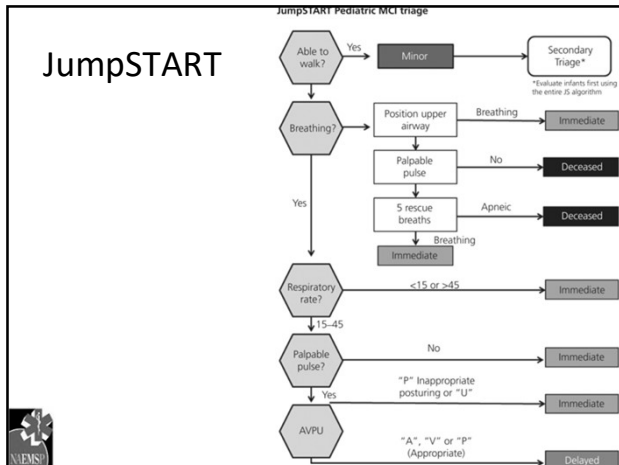 JumpSTART Pediatric MCI triage
JumpSTART
Able to
walk?
Yes
Minor
Secondary
Triage*
*Evaluate infants first using
the entire JS algorithm
Breathing?
Position upper
airway
Breathing
Immediate
Palpable
pulse
No
Deceased
Yes
5 rescue
breaths
Apneic
Deceased
Breathing
Immediate
Respiratory
rate?
<15 or >45
Immediate
15–45
Palpable
pulse?
No
Immediate
Yes
"P" Inappropriate
posturing or "U"
Immediate
AVPU
"A", "V" or "P"
(Appropriate)
Delayed
NAEMSP